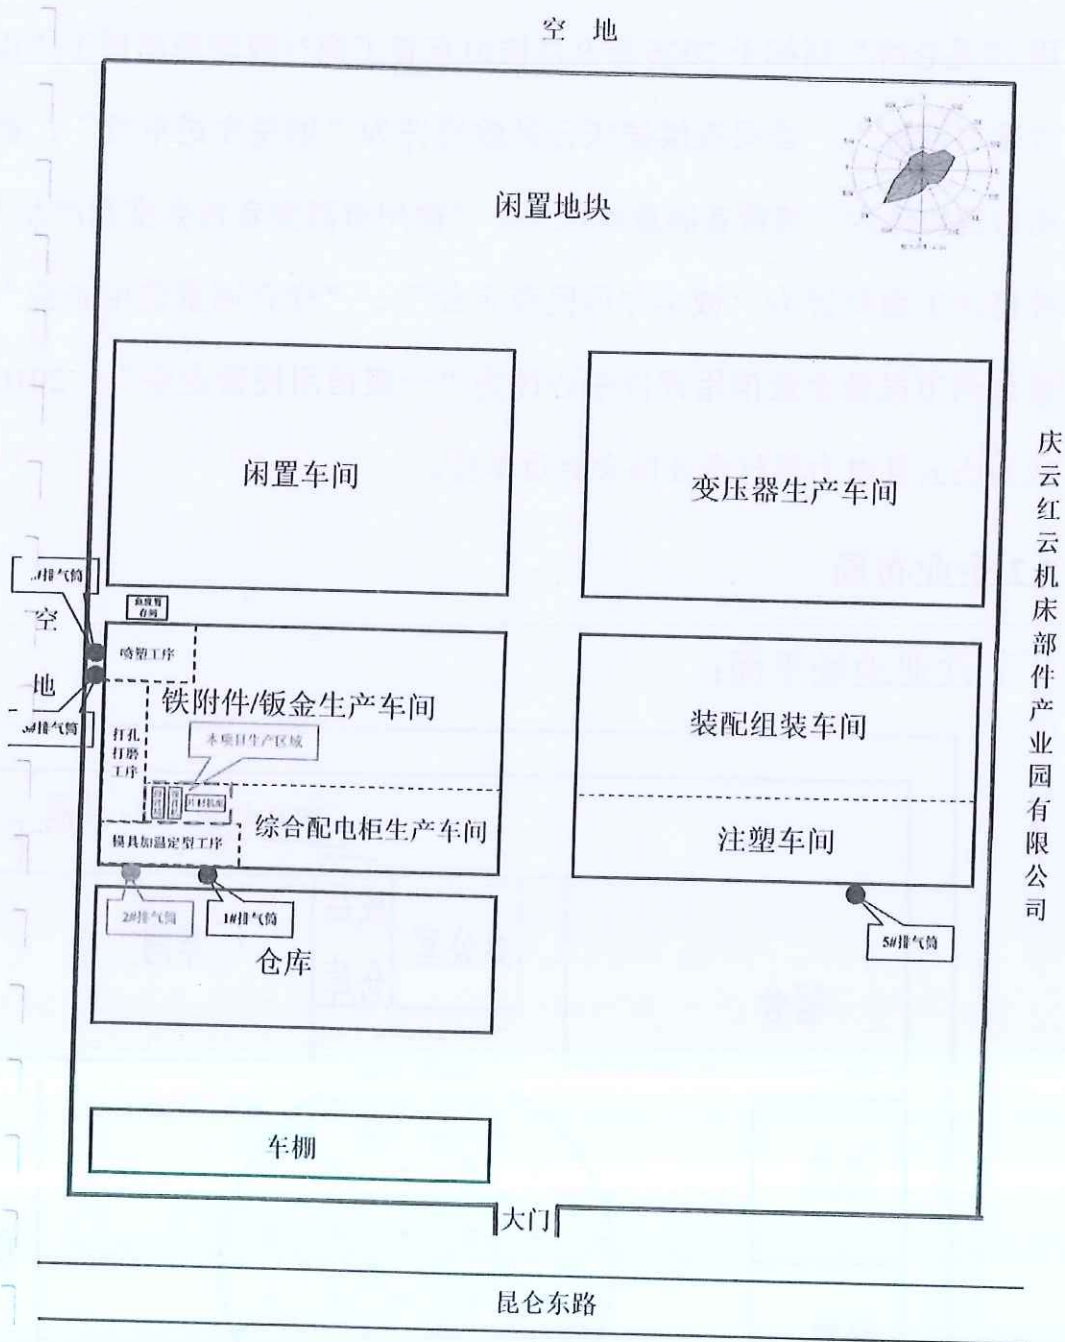 空 地
闲置地块
闲置车间
变压器生产车间
#排气筒
空
地
#排气筒
喷塑工序
铁附件/钣金生产车间
打孔
打磨
工序
本项目生产区域
综合配电柜生产车间
模具加温定型工序
装配组装车间
注塑车间
2#排气筒
1#排气筒
5#排气筒
仓库
车棚
大门
昆仑东路
庆云红云机床部件产业园有限公司